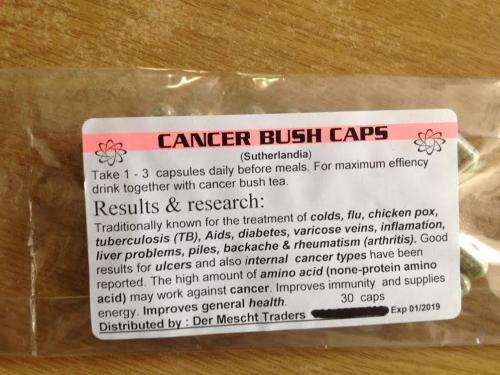 CANCER BUSH CAPS
(Sutherlandia)
Take 1 - 3 capsules daily before meals. For maximum effiency
drink together with cancer bush tea.
Results & research:
Traditionally known for the treatment of colds, flu, chicken pox,
tuberculosis (TB), Aids, diabetes, varicose veins, inflamation,
liver problems, piles, backache & rheumatism (arthritis). Good
results for ulcers and also internal cancer types have been
reported. The high amount of amino acid (none-protein amino
acid) may work against cancer. Improves immunity and supplies
energy. Improves general health. 30 caps
Distributed by : Der Mescht Traders Exp 01/2019